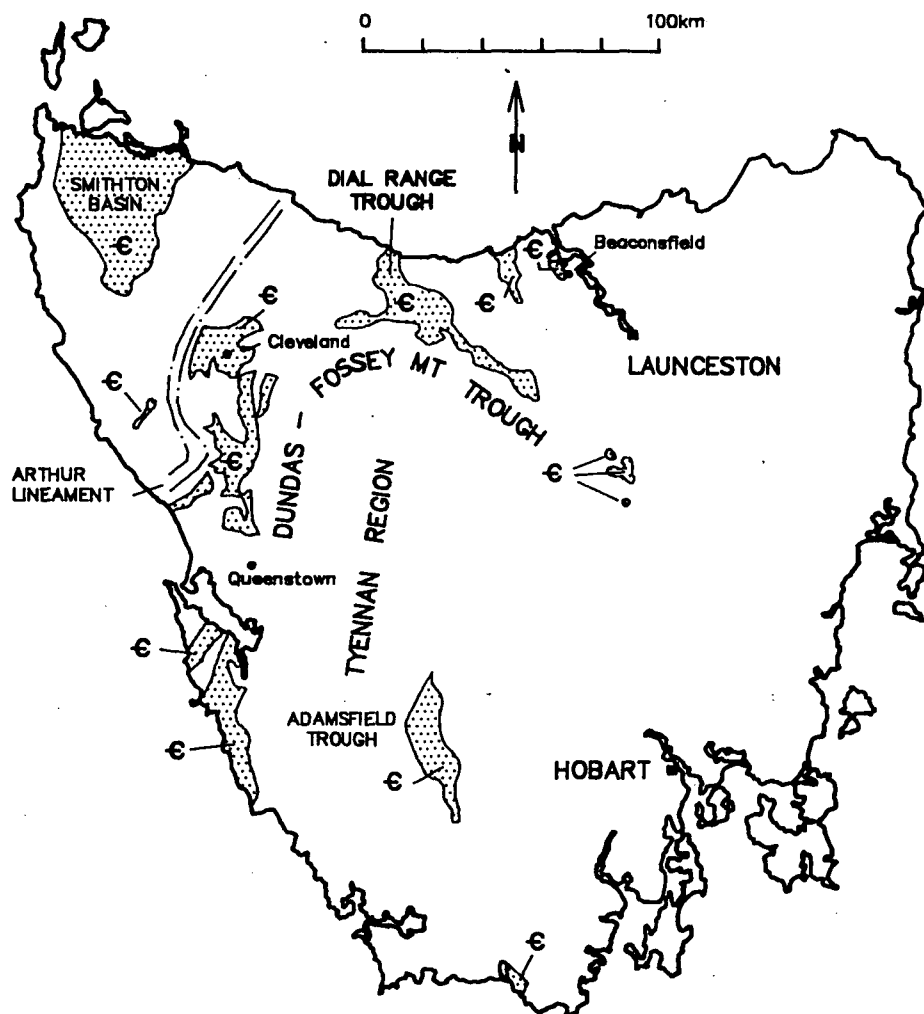 0 100km
N
DIAL RANGE
TROUGH
SMITHTON
BASIN
Є
Є
Beaconsfield
Є
Є
Є
Cleveland
LAUNCESTON
Є
DUNDAS – FOSSEY MT TROUGH
Є
Є
ARTHUR
LINEAMENT
TYENNAN REGION
Queenstown
Є
Є
ADAMSFIELD
TROUGH
Є
HOBART
Є